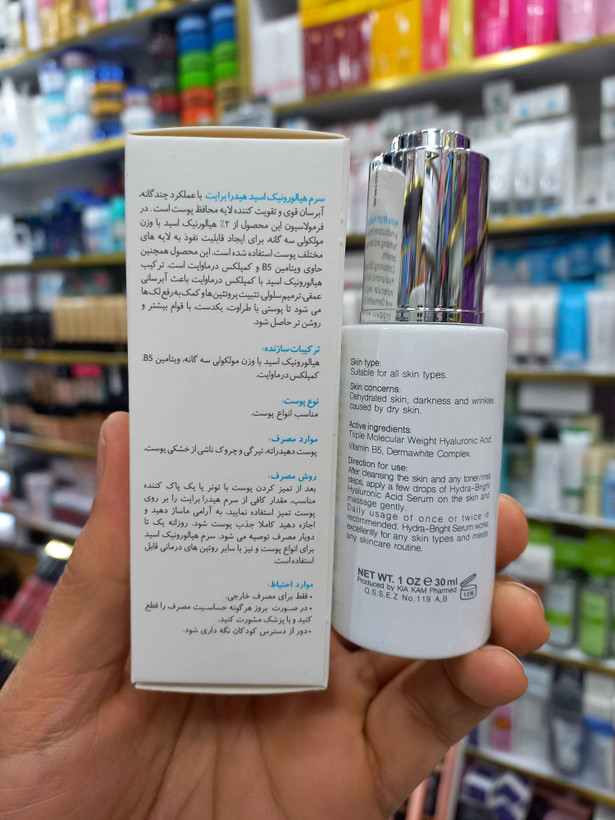 سرم هیالورونیک اسید هیدرا برایت با عملکرد چندگانه،
آبرسان قوی و تقویت کننده لایه محافظ پوست است. در
فرمولاسیون این محصول از ۲٪ هیالورونیک اسید با وزن
مولکولی سه گانه، برای ایجاد قابلیت نفوذ به لایه های
مختلف پوست استفاده شده است. این محصول همچنین
حاوی ویتامین B5 و کمپلکس درماوایت است. ترکیب
هیالورونیک اسید با کمپلکس درماوایت باعث آبرسانی
عمقی، ترمیم سلولی، تثبیت پروتئین ها و کمک به رفع لک ها
می شود تا پوستی با طراوت، یکدست، با قوام بیشتر و
روشن تر حاصل شود.
ترکیبات سازنده:
هیالورونیک اسید با وزن مولکولی سه گانه، ویتامین B5،
کمپلکس درماوایت.
نوع پوست:
مناسب انواع پوست.
موارد مصرف:
پوست دهیدراته، تیرگی و چروک ناشی از خشکی پوست.
روش مصرف:
بعد از تمیز کردن پوست با تونر یا یک پاک کننده
مناسب، مقدار کافی از سرم هیدرا برایت را بر روی
پوست تمیز استفاده نمایید، به آرامی ماساژ دهید و
اجازه دهید کاملا جذب پوست شود. روزانه یک تا
دوبار مصرف توصیه می شود. سرم هیالورونیک اسید
برای انواع پوست و نیز با سایر روتین های درمانی قابل
استفاده است.
موارد احتیاط:
• فقط برای مصرف خارجی.
• در صورت بروز هرگونه حساسیت مصرف را قطع
کنید و با پزشک مشورت کنید.
• دور از دسترس کودکان نگه داری شود.
Skin type:
Suitable for all skin types.
Skin concerns:
Dehydrated skin, darkness and wrinkles
caused by dry skin.
Active ingredients:
Triple Molecular Weight Hyaluronic Acid,
Vitamin B5, Dermawhite Complex.
Direction for use:
After cleansing the skin and any toner/mist
steps, apply a few drops of Hydra-Bright
Hyaluronic Acid Serum on the skin and
massage gently.
Daily usage of once or twice is
recommended. Hydra-Bright Serum works
excellently for any skin types and meets
any skincare routine.
NET WT. 1 OZ ℮ 30ml
Produced by KIA KAM Pharmed
Q.S.S.E.Z No. 119 A,B
12M